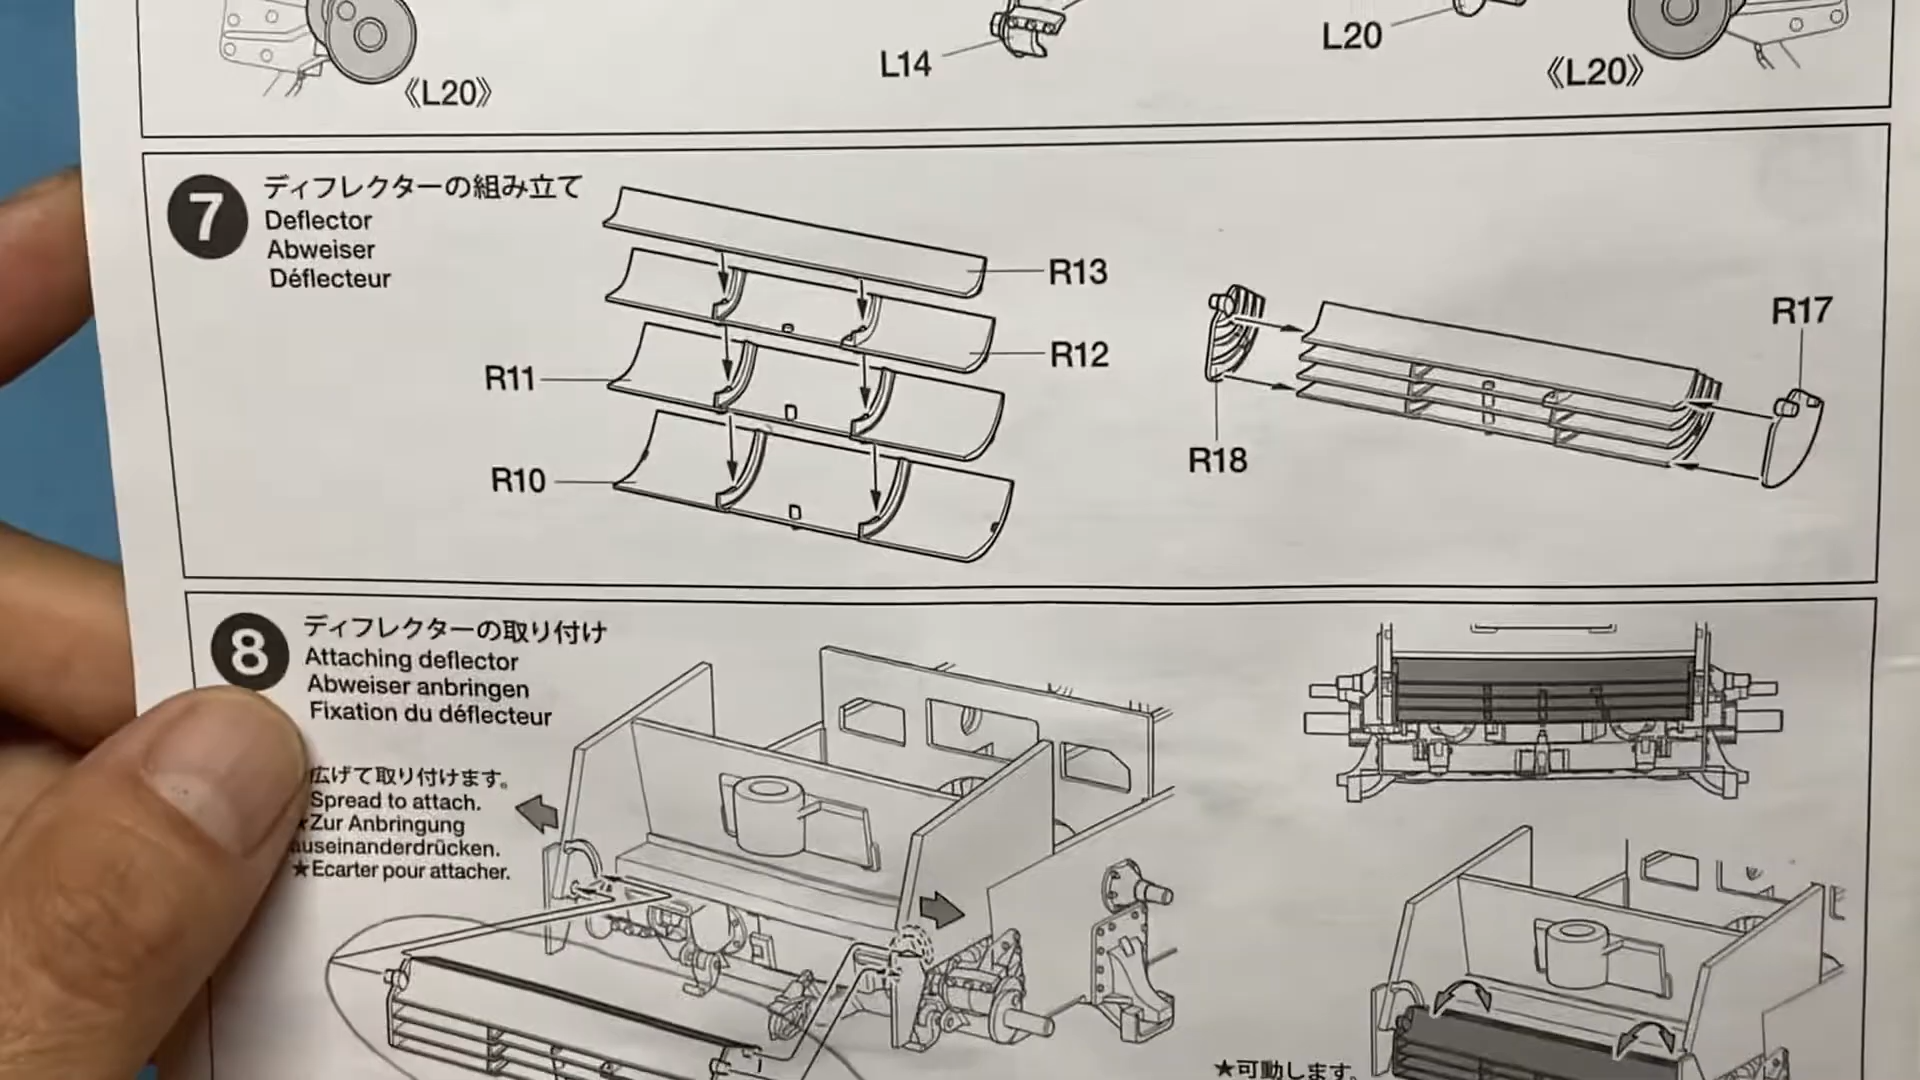 L14
L20
《L20》
《L20》
7
ディフレクターの組み立て
Deflector
Abweiser
Déflecteur
R13
R12
R11
R10
R17
R18
8
ディフレクターの取り付け
Attaching deflector
Abweiser anbringen
Fixation du déflecteur
広げて取り付けます。
Spread to attach.
★Zur Anbringung
auseinanderdrücken.
★Ecarter pour attacher.
★可動します。